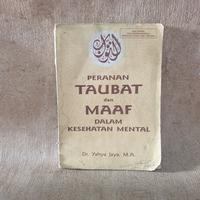 PERANAN
TAUBAT
dan
MAAF
DALAM
KESEHATAN MENTAL
Dr. Yahya Jaya, M.A.